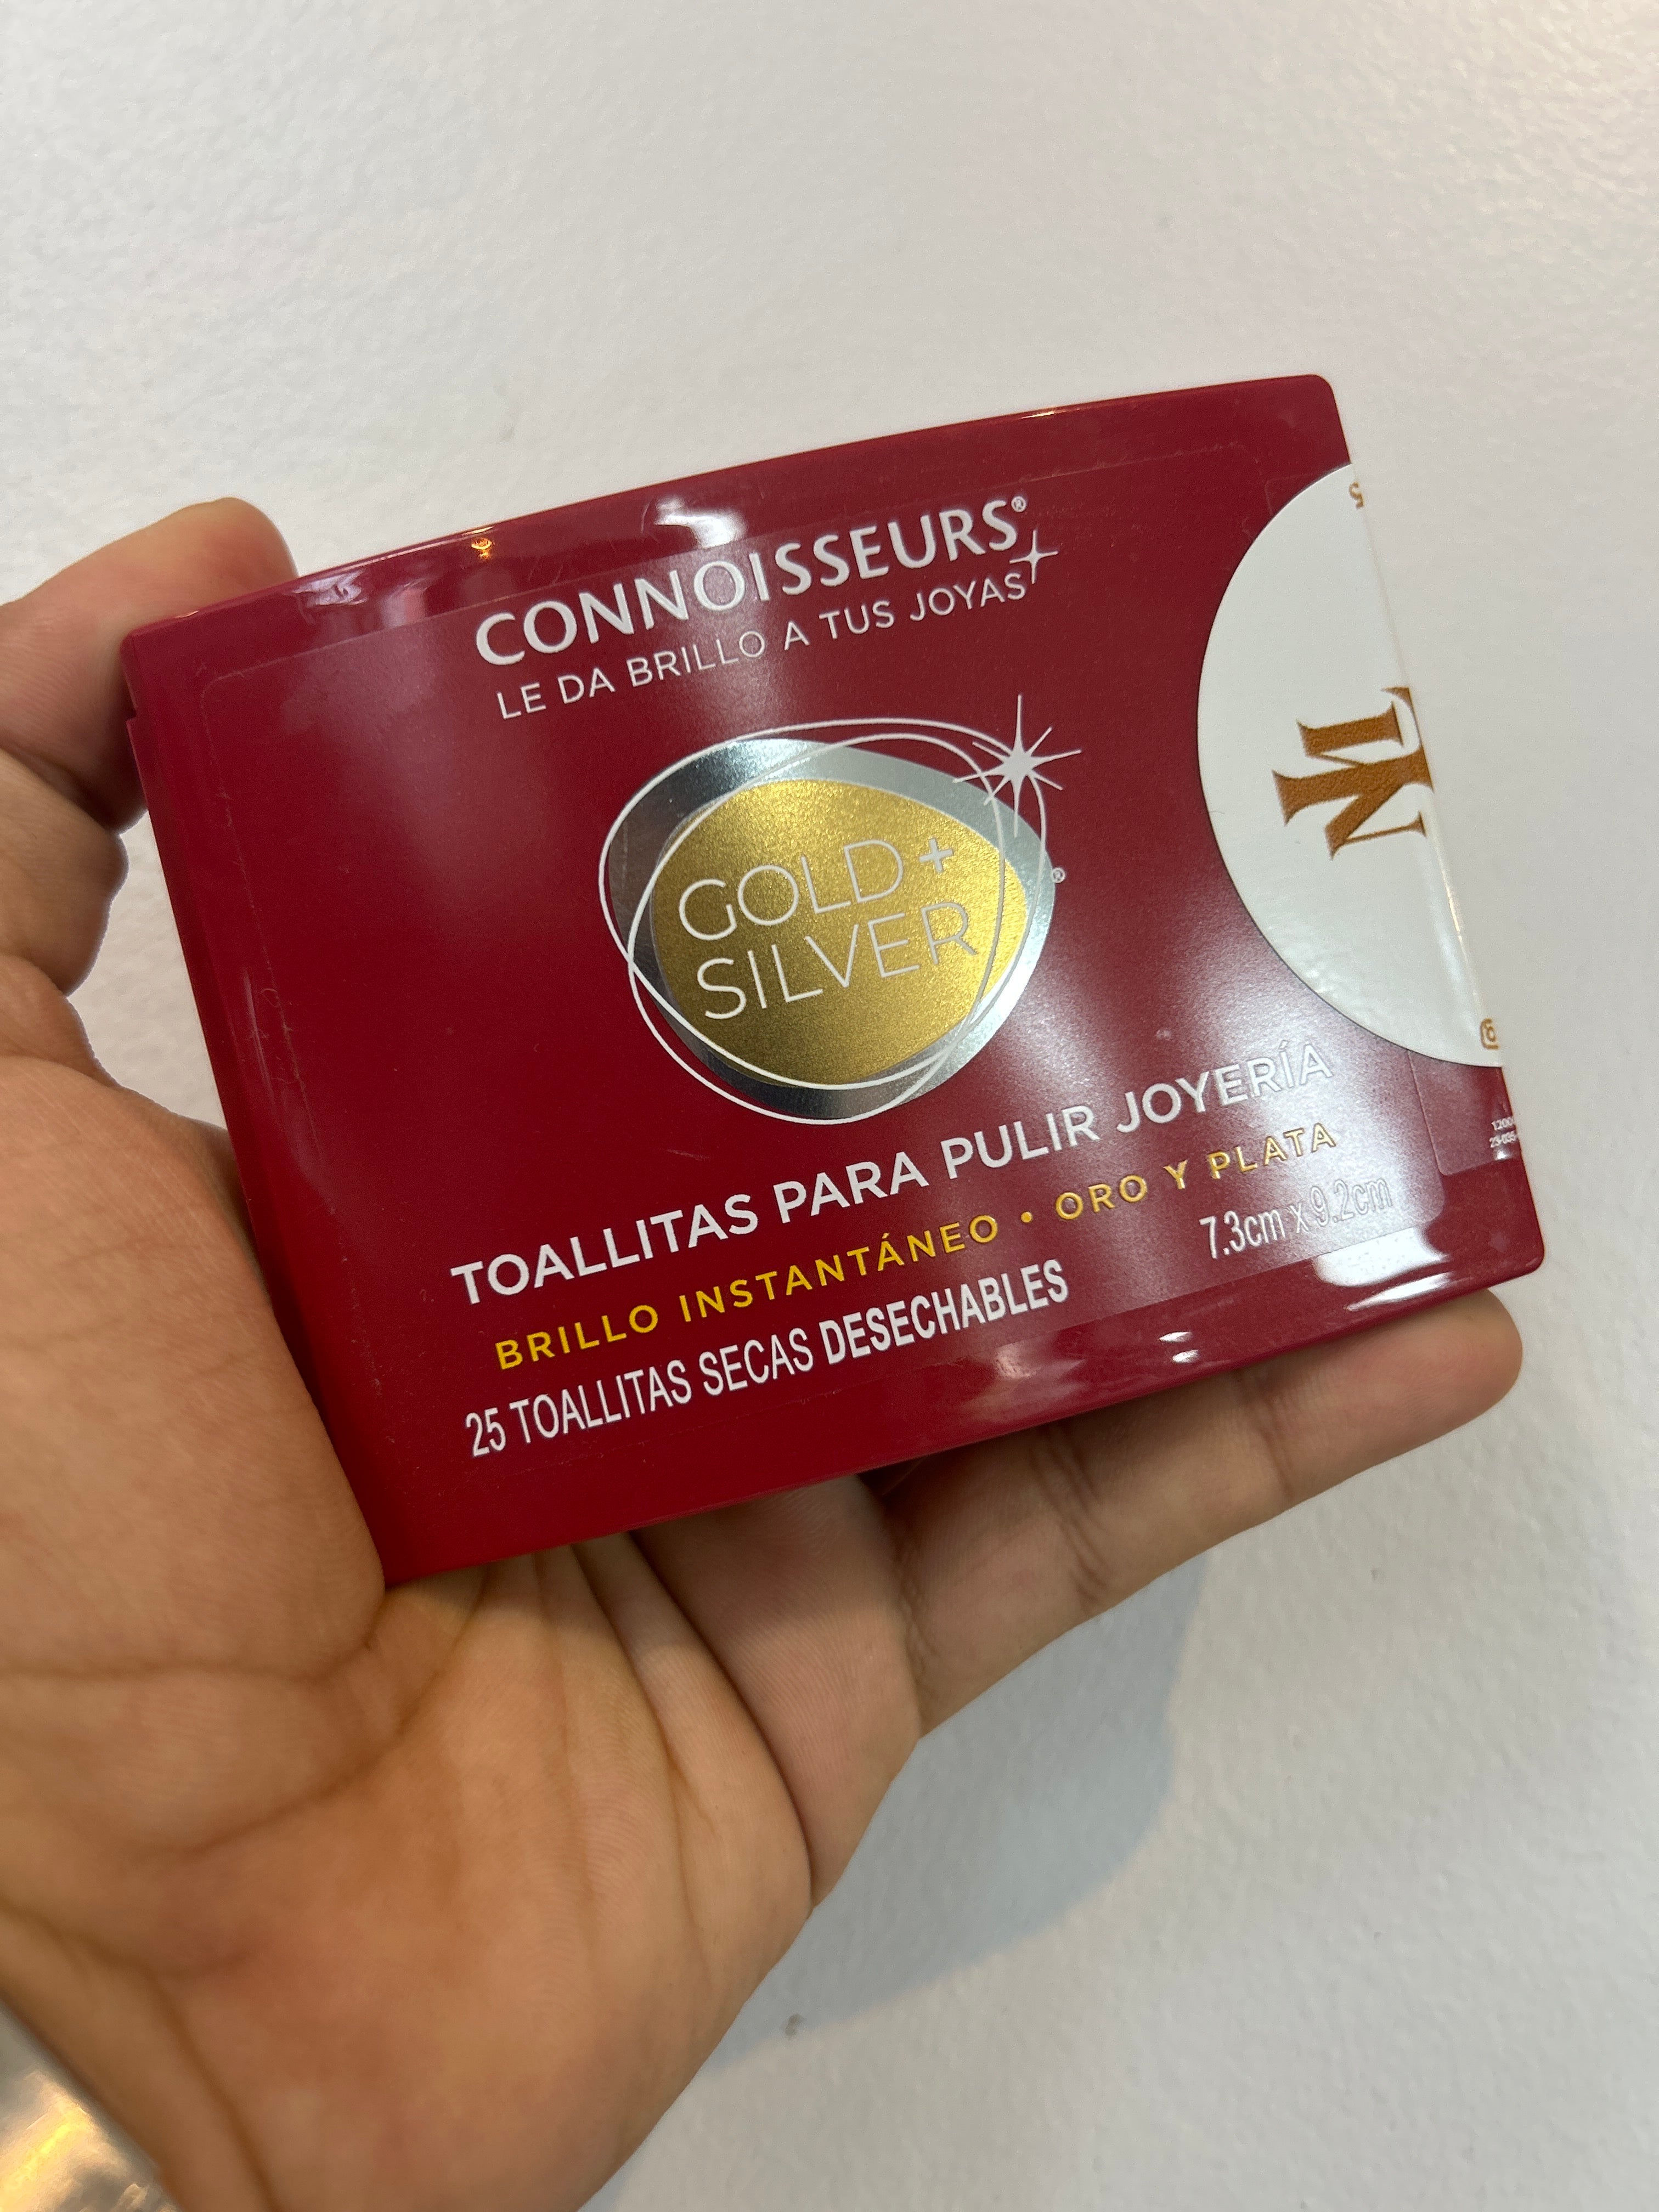 CONNOISSEURS®
LE DA BRILLO A TUS JOYAS
GOLD+
SILVER®
TOALLITAS PARA PULIR JOYERÍA
BRILLO INSTANTÁNEO • ORO Y PLATA
25 TOALLITAS SECAS DESECHABLES
7.3cm x 9.2cm